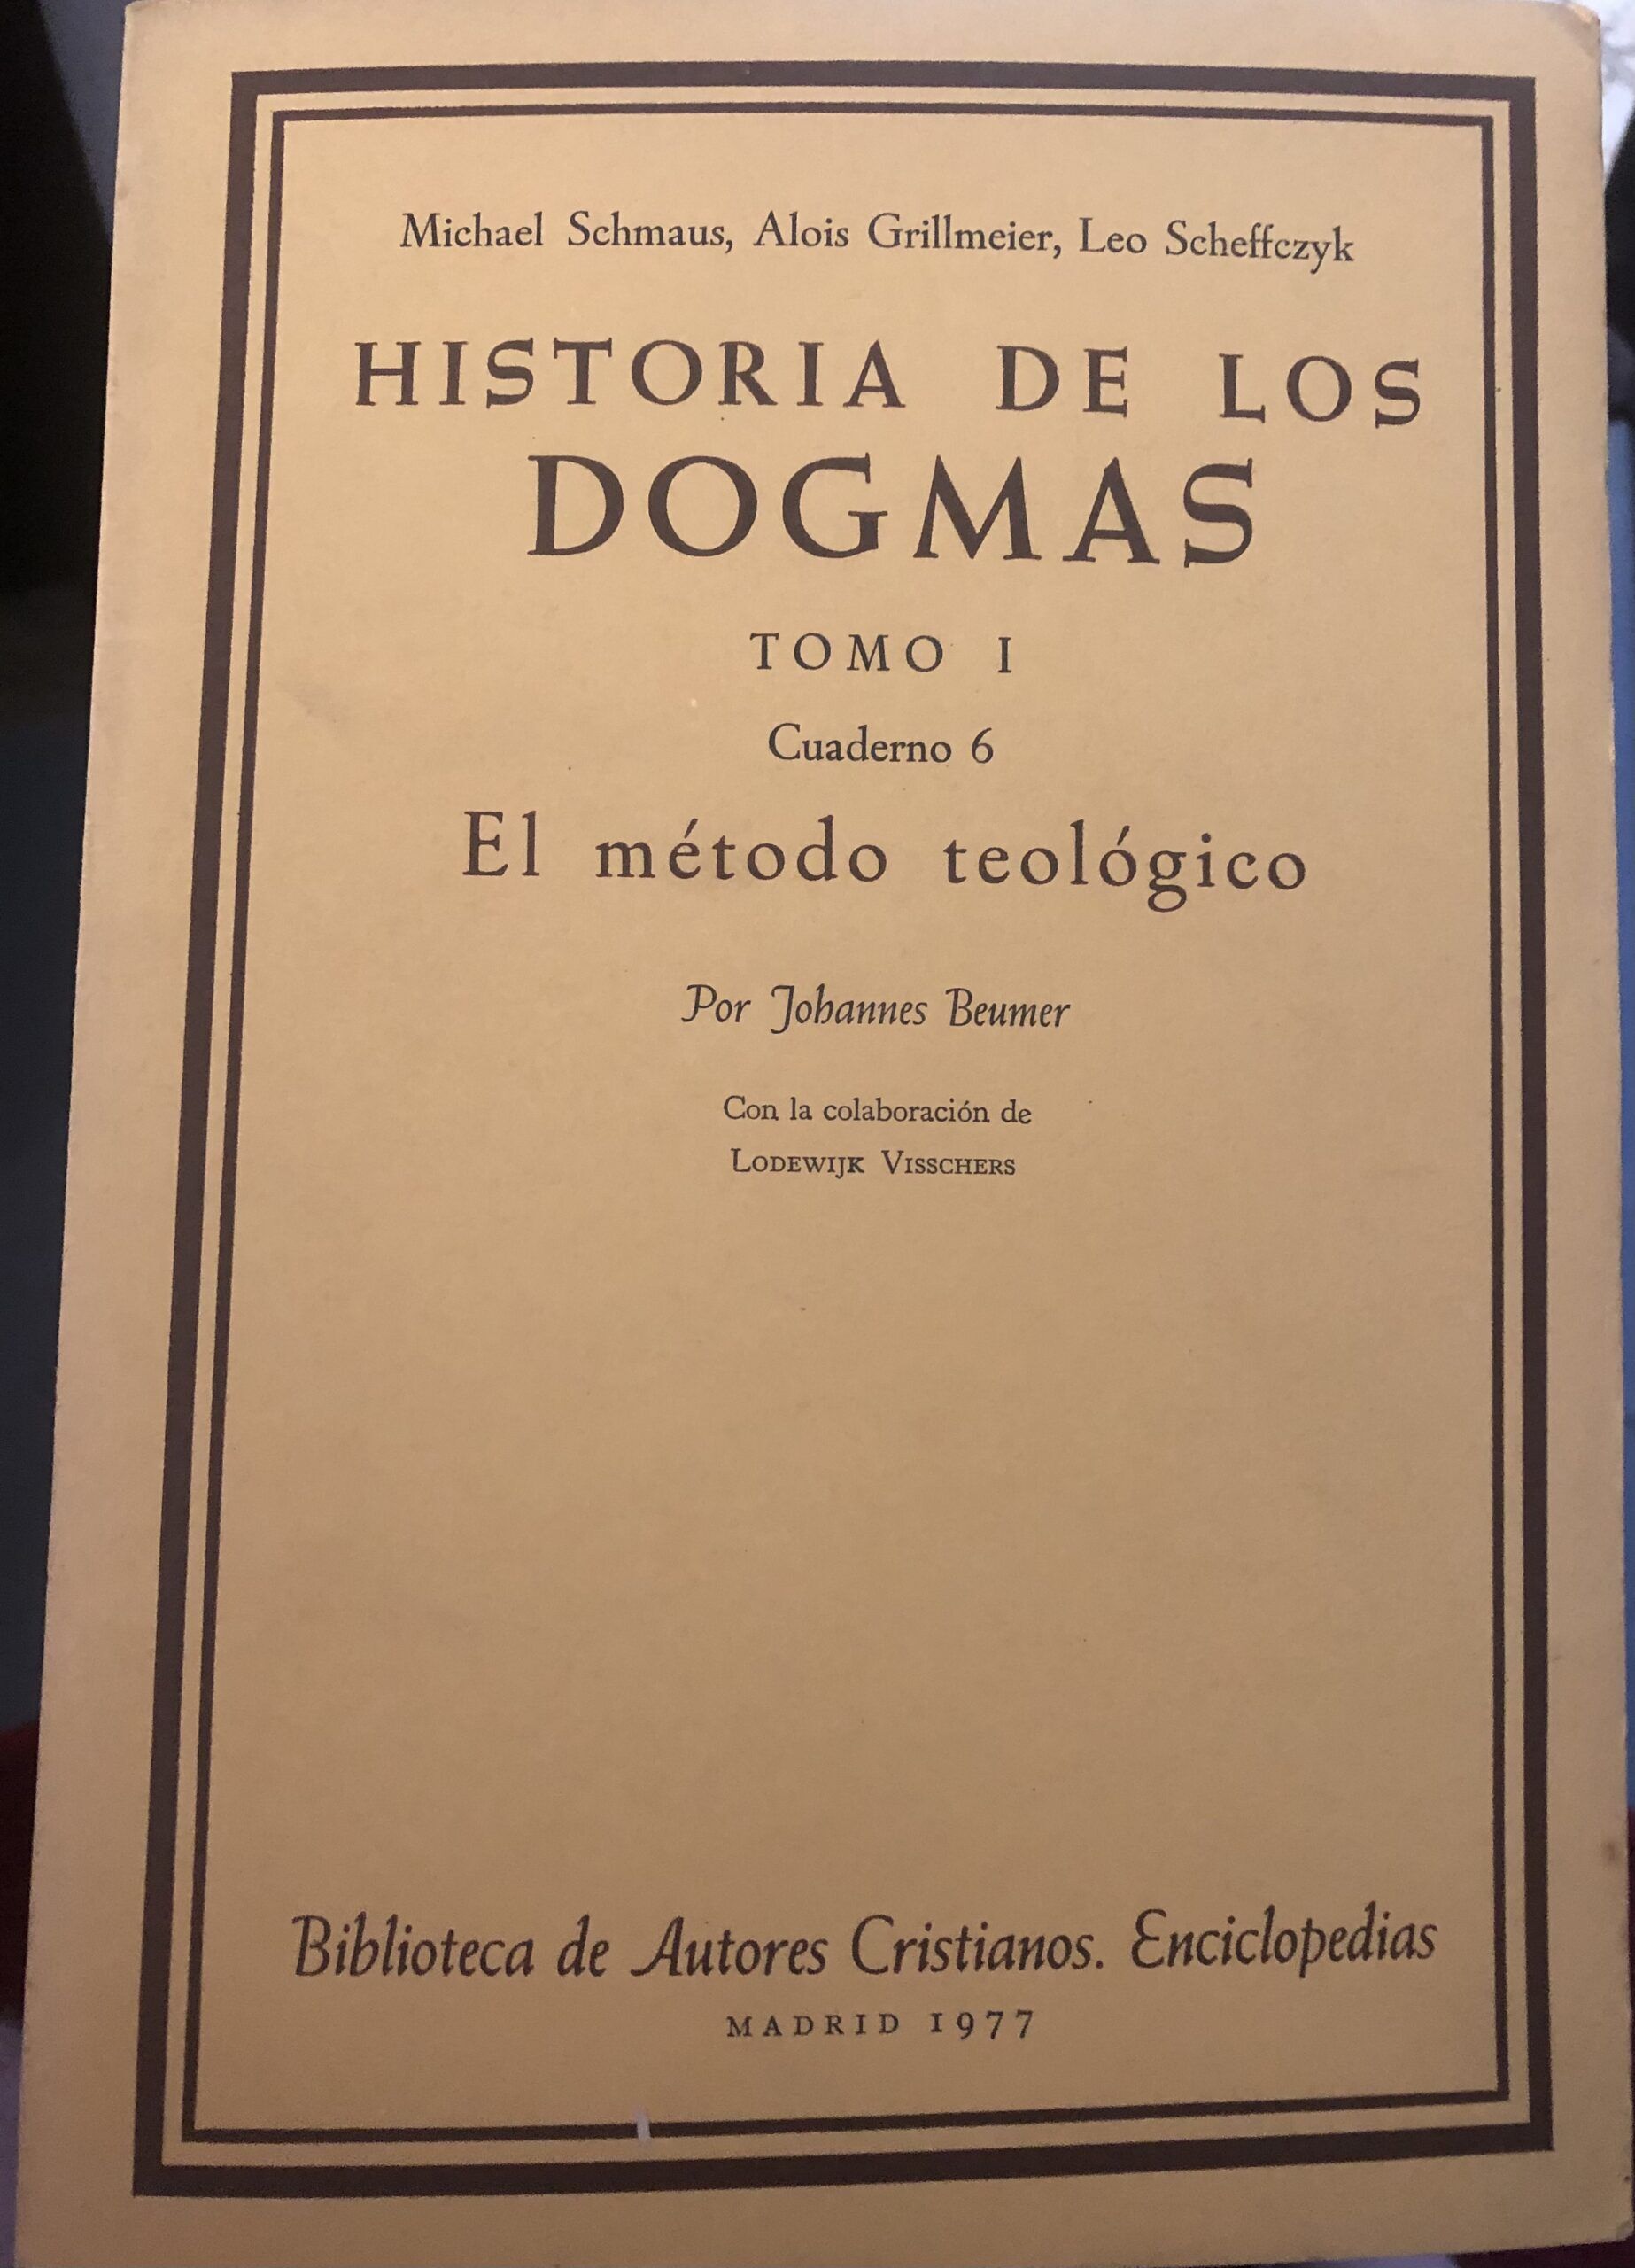 Michael Schmaus, Alois Grillmeier, Leo Scheffczyk
HISTORIA DE LOS
DOGMAS
TOMO I
Cuaderno 6
El método teológico
Por Johannes Beumer
Con la colaboración de
LODEWIJK VISSCHERS
Biblioteca de Autores Cristianos. Enciclopedias
MADRID 1977